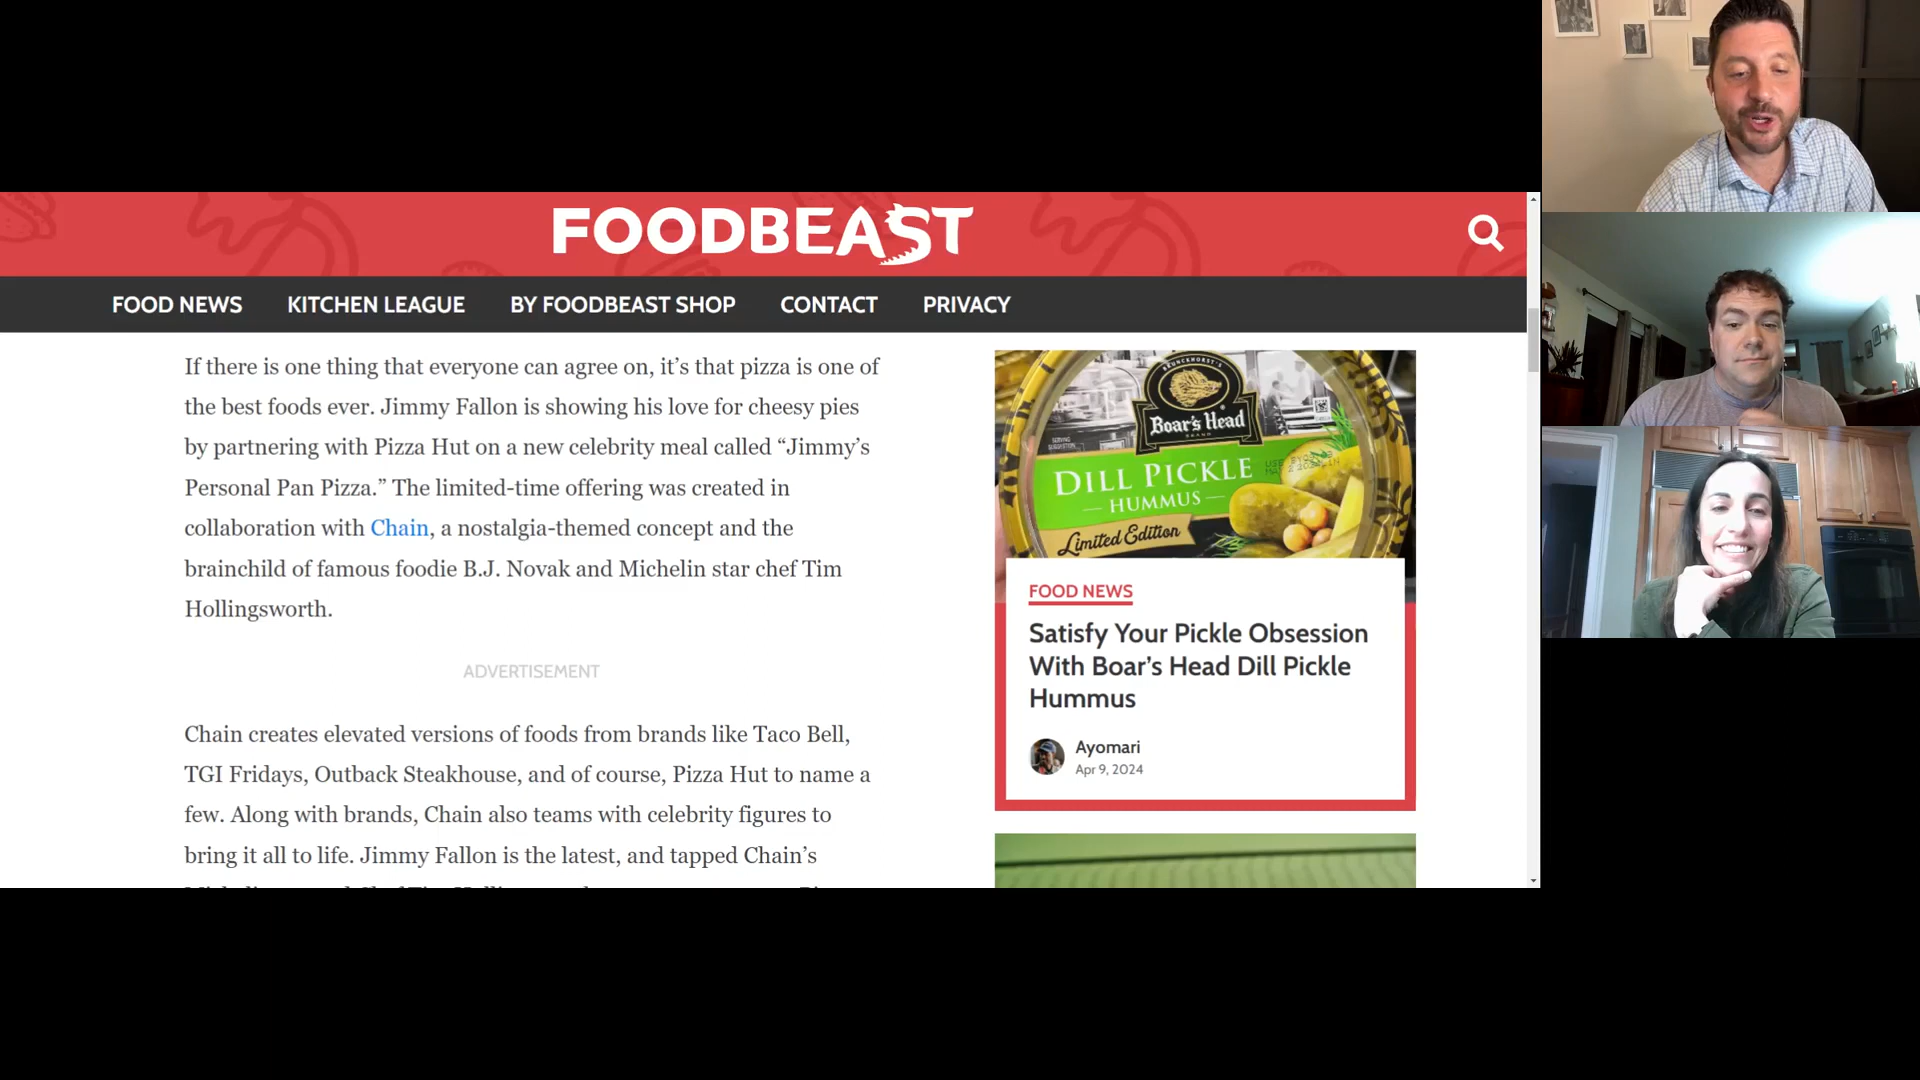 FOODBEAST
FOOD NEWS
KITCHEN LEAGUE
BY FOODBEAST SHOP
CONTACT
PRIVACY
If there is one thing that everyone can agree on, it’s that pizza is one of
the best foods ever. Jimmy Fallon is showing his love for cheesy pies
by partnering with Pizza Hut on a new celebrity meal called “Jimmy’s
Personal Pan Pizza.” The limited-time offering was created in
collaboration with Chain, a nostalgia-themed concept and the
brainchild of famous foodie B.J. Novak and Michelin star chef Tim
Hollingsworth.
ADVERTISEMENT
Chain creates elevated versions of foods from brands like Taco Bell,
TGI Fridays, Outback Steakhouse, and of course, Pizza Hut to name a
few. Along with brands, Chain also teams with celebrity figures to
bring it all to life. Jimmy Fallon is the latest, and tapped Chain’s
BRUNCKHORST'S
Boar's Head
BRAND
DILL PICKLE
HUMMUS
Limited Edition
FOOD NEWS
Satisfy Your Pickle Obsession
With Boar’s Head Dill Pickle
Hummus
Ayomari
Apr 9, 2024